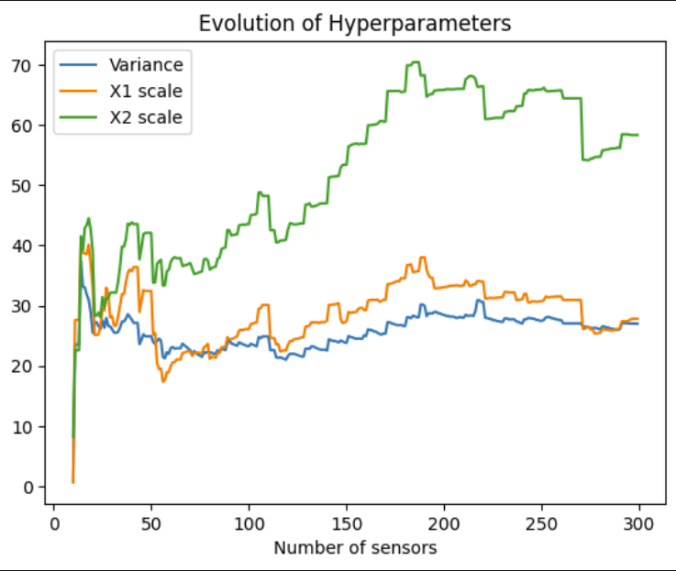 Evolution of Hyperparameters
Variance
X1 scale
X2 scale
70
60
50
40
30
20
10
0
0 50 100 150 200 250 300
Number of sensors